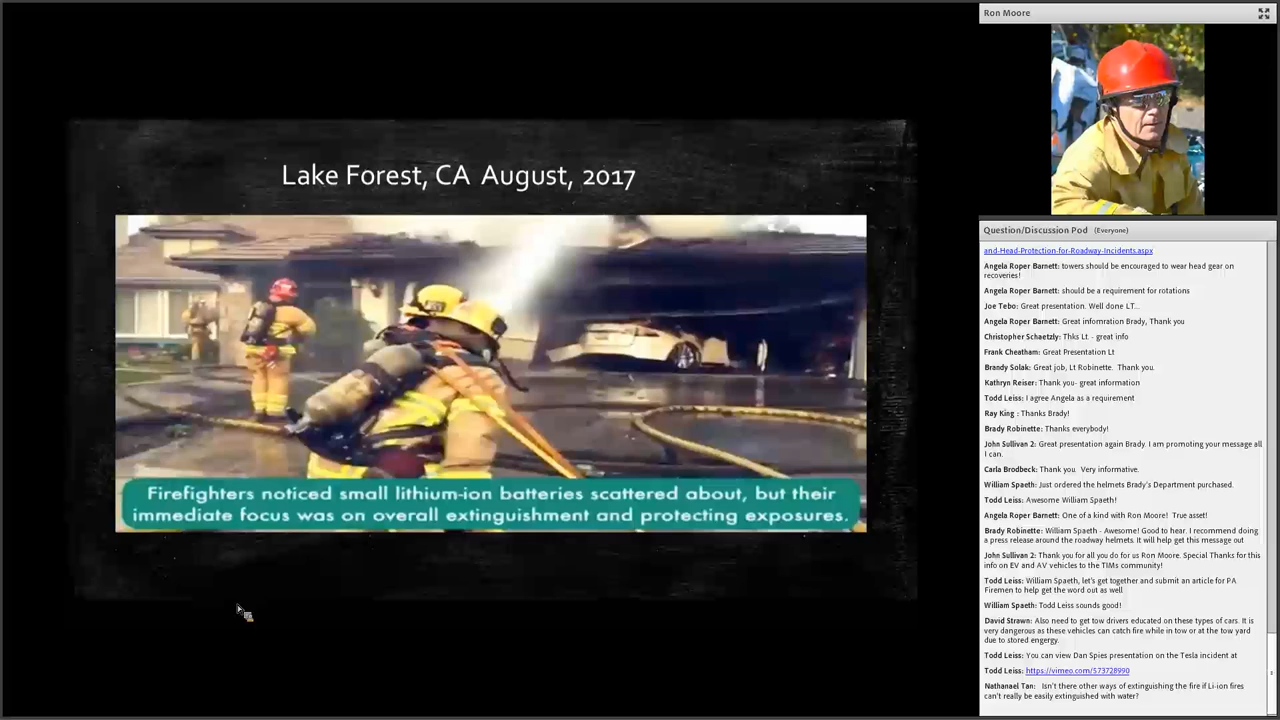 Ron Moore
Lake Forest, CA August, 2017
Firefighters noticed small lithium-ion batteries scattered about, but their
immediate focus was on overall extinguishment and protecting exposures.
Question/Discussion Pod (Everyone)
and-Head-Protection-for-Roadway-Incidents.aspx
Angela Roper Barnett: towers should be encouraged to wear head gear on
recoveries!
Angela Roper Barnett: should be a requirement for rotations
Joe Tebo: Great presentation. Well done LT...
Angela Roper Barnett: Great infomration Brady, Thank you
Christopher Schaetzly: Thks Lt. - great info
Frank Cheatham: Great Presentation Lt
Brandy Solak: Great job, Lt Robinette. Thank you.
Kathryn Reiser: Thank you- great information
Todd Leiss: I agree Angela as a requirement
Ray King : Thanks Brady!
Brady Robinette: Thanks everybody!
John Sullivan 2: Great presentation again Brady. I am promoting your message all
I can.
Carla Brodbeck: Thank you. Very informative.
William Spaeth: Just ordered the helmets Brady's Department purchased.
Todd Leiss: Awesome William Spaeth!
Angela Roper Barnett: One of a kind with Ron Moore! True asset!
Brady Robinette: William Spaeth - Awesome! Good to hear. I recommend doing
a press release around the roadway helmets. It will help get this message out
John Sullivan 2: Thank you for all you do for us Ron Moore. Special Thanks for this
info on EV and AV vehicles to the TIMs community!
Todd Leiss: William Spaeth, let's get together and submit an article for PA
Firemen to help get the word out as well
William Spaeth: Todd Leiss sounds good!
David Strawn: Also need to get tow drivers educated on these types of cars. It is
very dangerous as these vehicles can catch fire while in tow or at the tow yard
due to stored engergy.
Todd Leiss: You can view Dan Spies presentation on the Tesla incident at
Todd Leiss: https://vimeo.com/573728990
Nathanael Tan: Isn't there other ways of extinguishing the fire if Li-ion fires
can't really be easily extinguished with water?